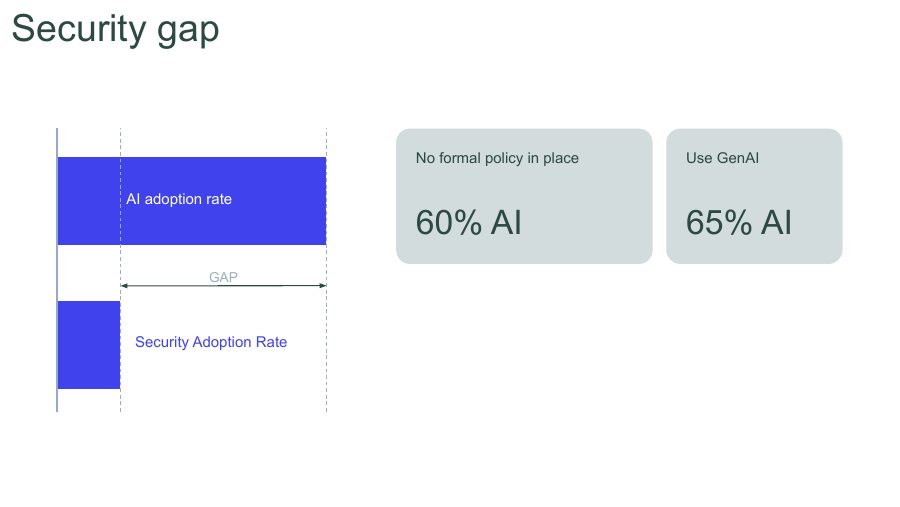 Security gap
AI adoption rate
GAP
Security Adoption Rate
No formal policy in place
60% AI
Use GenAI
65% AI